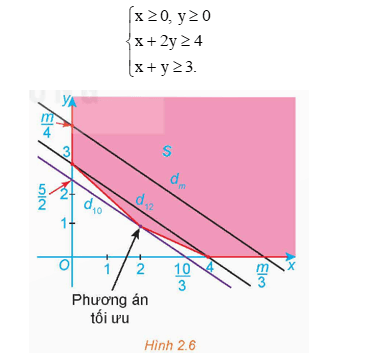 x ≥ 0, y ≥ 0
x + 2y ≥ 4
x + y ≥ 3.
y
m/4
S
3
d_m
5/2
2
d_10
d_12
1
O
1
2
10/3
4
m/3
x
Phương án
tối ưu
Hình 2.6